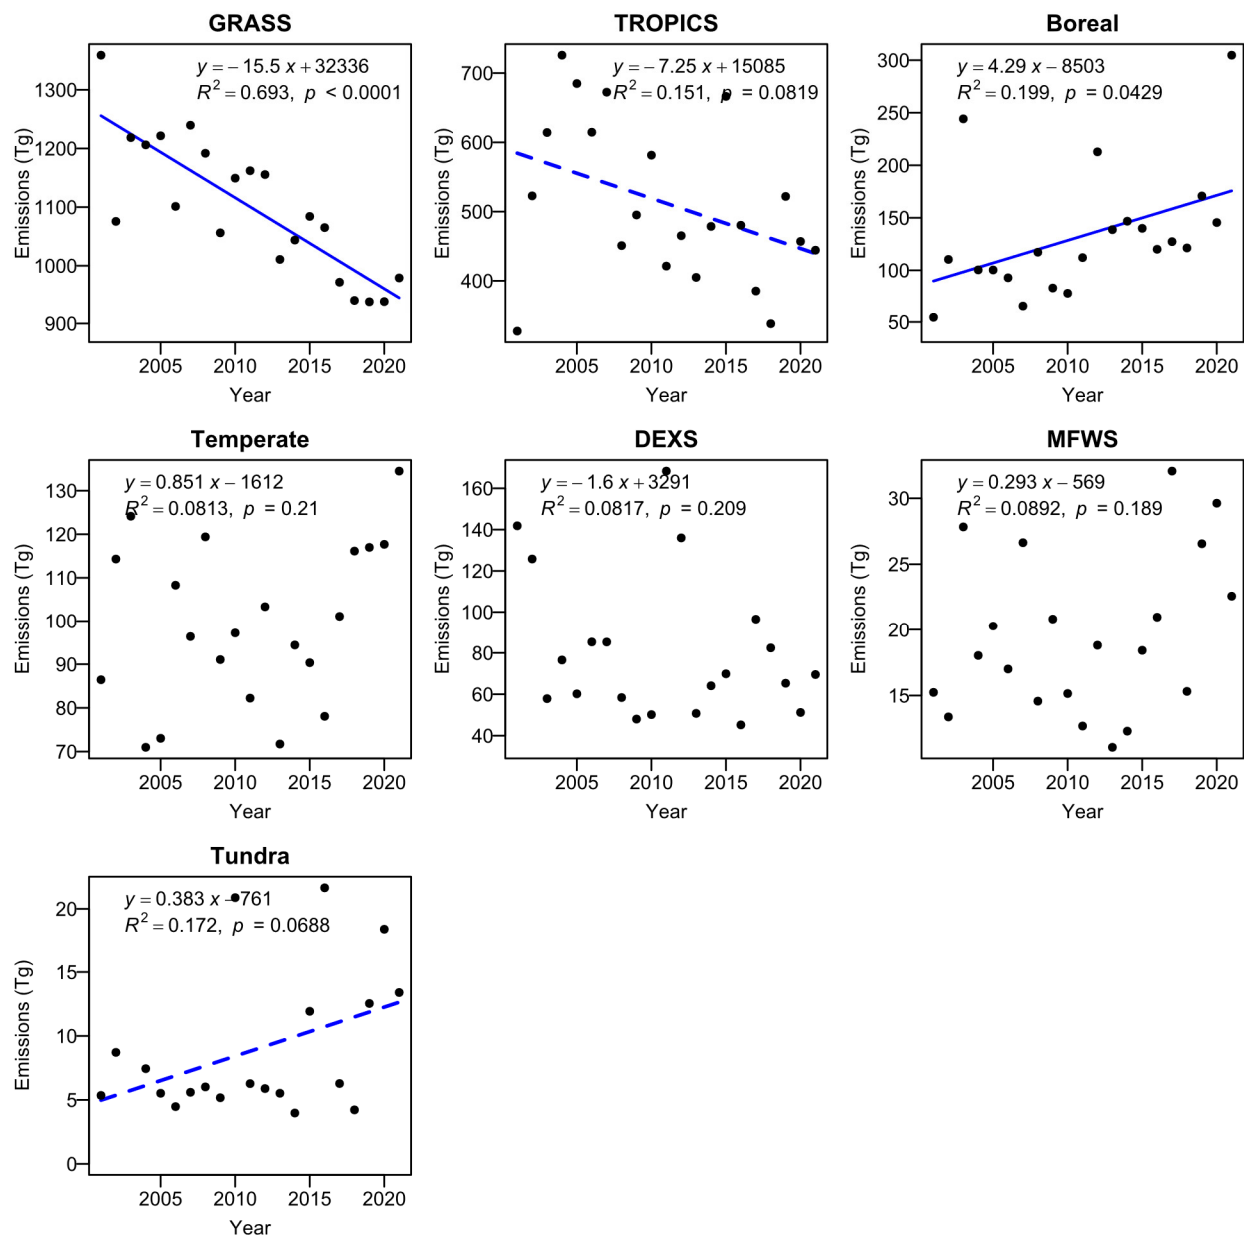 GRASS
y = − 15.5 x + 32336
R² = 0.693, p < 0.0001
1300
1200
1100
1000
900
Emissions (Tg)
2005 2010 2015 2020
Year
TROPICS
y = − 7.25 x + 15085
R² = 0.151, p = 0.0819
700
600
500
400
Emissions (Tg)
2005 2010 2015 2020
Year
Boreal
y = 4.29 x − 8503
R² = 0.199, p = 0.0429
300
250
200
150
100
50
Emissions (Tg)
2005 2010 2015 2020
Year
Temperate
y = 0.851 x − 1612
R² = 0.0813, p = 0.21
130
120
110
100
90
80
70
Emissions (Tg)
2005 2010 2015 2020
Year
DEXS
y = − 1.6 x + 3291
R² = 0.0817, p = 0.209
160
140
120
100
80
60
40
Emissions (Tg)
2005 2010 2015 2020
Year
MFWS
y = 0.293 x − 569
R² = 0.0892, p = 0.189
30
25
20
15
Emissions (Tg)
2005 2010 2015 2020
Year
Tundra
y = 0.383 x − 761
R² = 0.172, p = 0.0688
20
15
10
5
0
Emissions (Tg)
2005 2010 2015 2020
Year